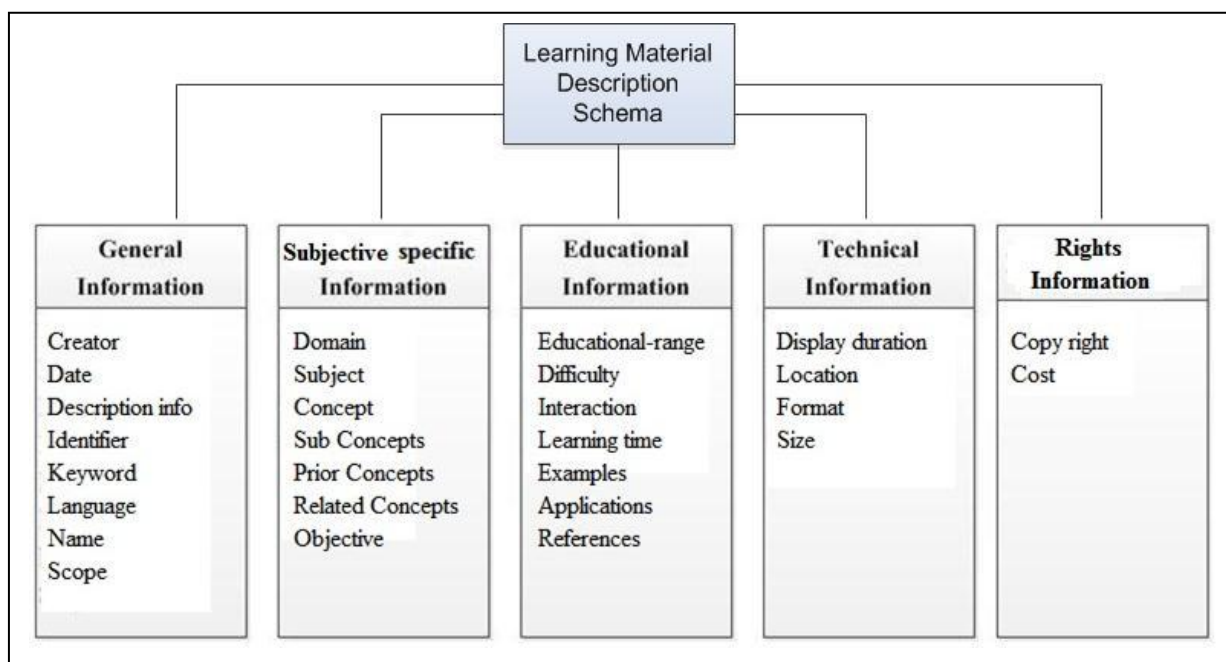 Learning Material
Description
Schema
General
Information
Creator
Date
Description info
Identifier
Keyword
Language
Name
Scope
Subjective specific
Information
Domain
Subject
Concept
Sub Concepts
Prior Concepts
Related Concepts
Objective
Educational
Information
Educational-range
Difficulty
Interaction
Learning time
Examples
Applications
References
Technical
Information
Display duration
Location
Format
Size
Rights
Information
Copy right
Cost